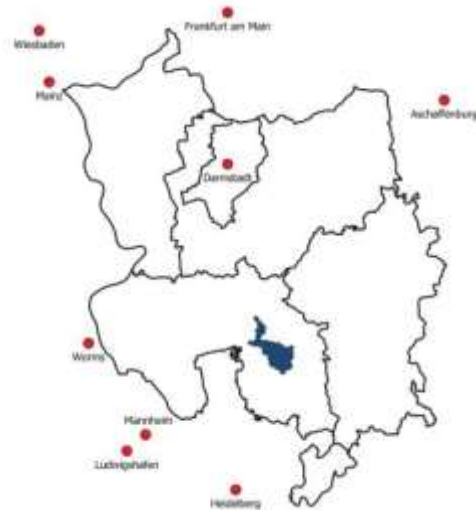 Frankfurt am Main
Wiesbaden
Mainz
Aschaffenburg
Darmstadt
Worms
Mannheim
Ludwigshafen
Heidelberg